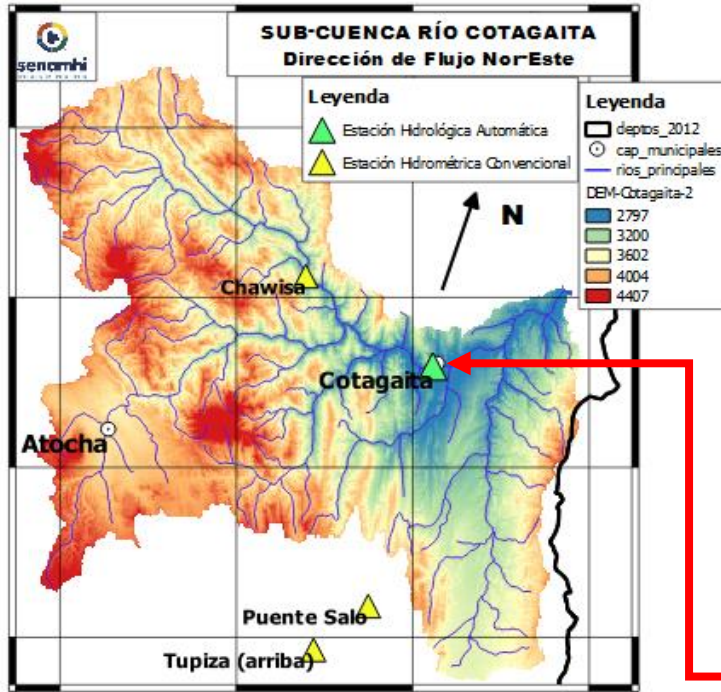 senamhi
SUB-CUENCA RÍO COTAGAITA
Dirección de Flujo Nor-Este
Leyenda
Estación Hidrológica Automática
Estación Hidrométrica Convencional
Leyenda
deptos_2012
cap_municipales
rios_principales
DEM-Cotagaita-2
2797
3200
3602
4004
4407
N
Chawisa
Cotagaita
Atocha
Puente Salo
Tupiza (arriba)